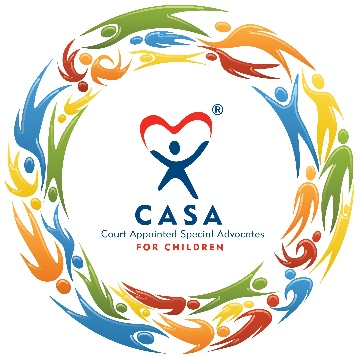 ®
CASA
Court Appointed Special Advocates
FOR CHILDREN